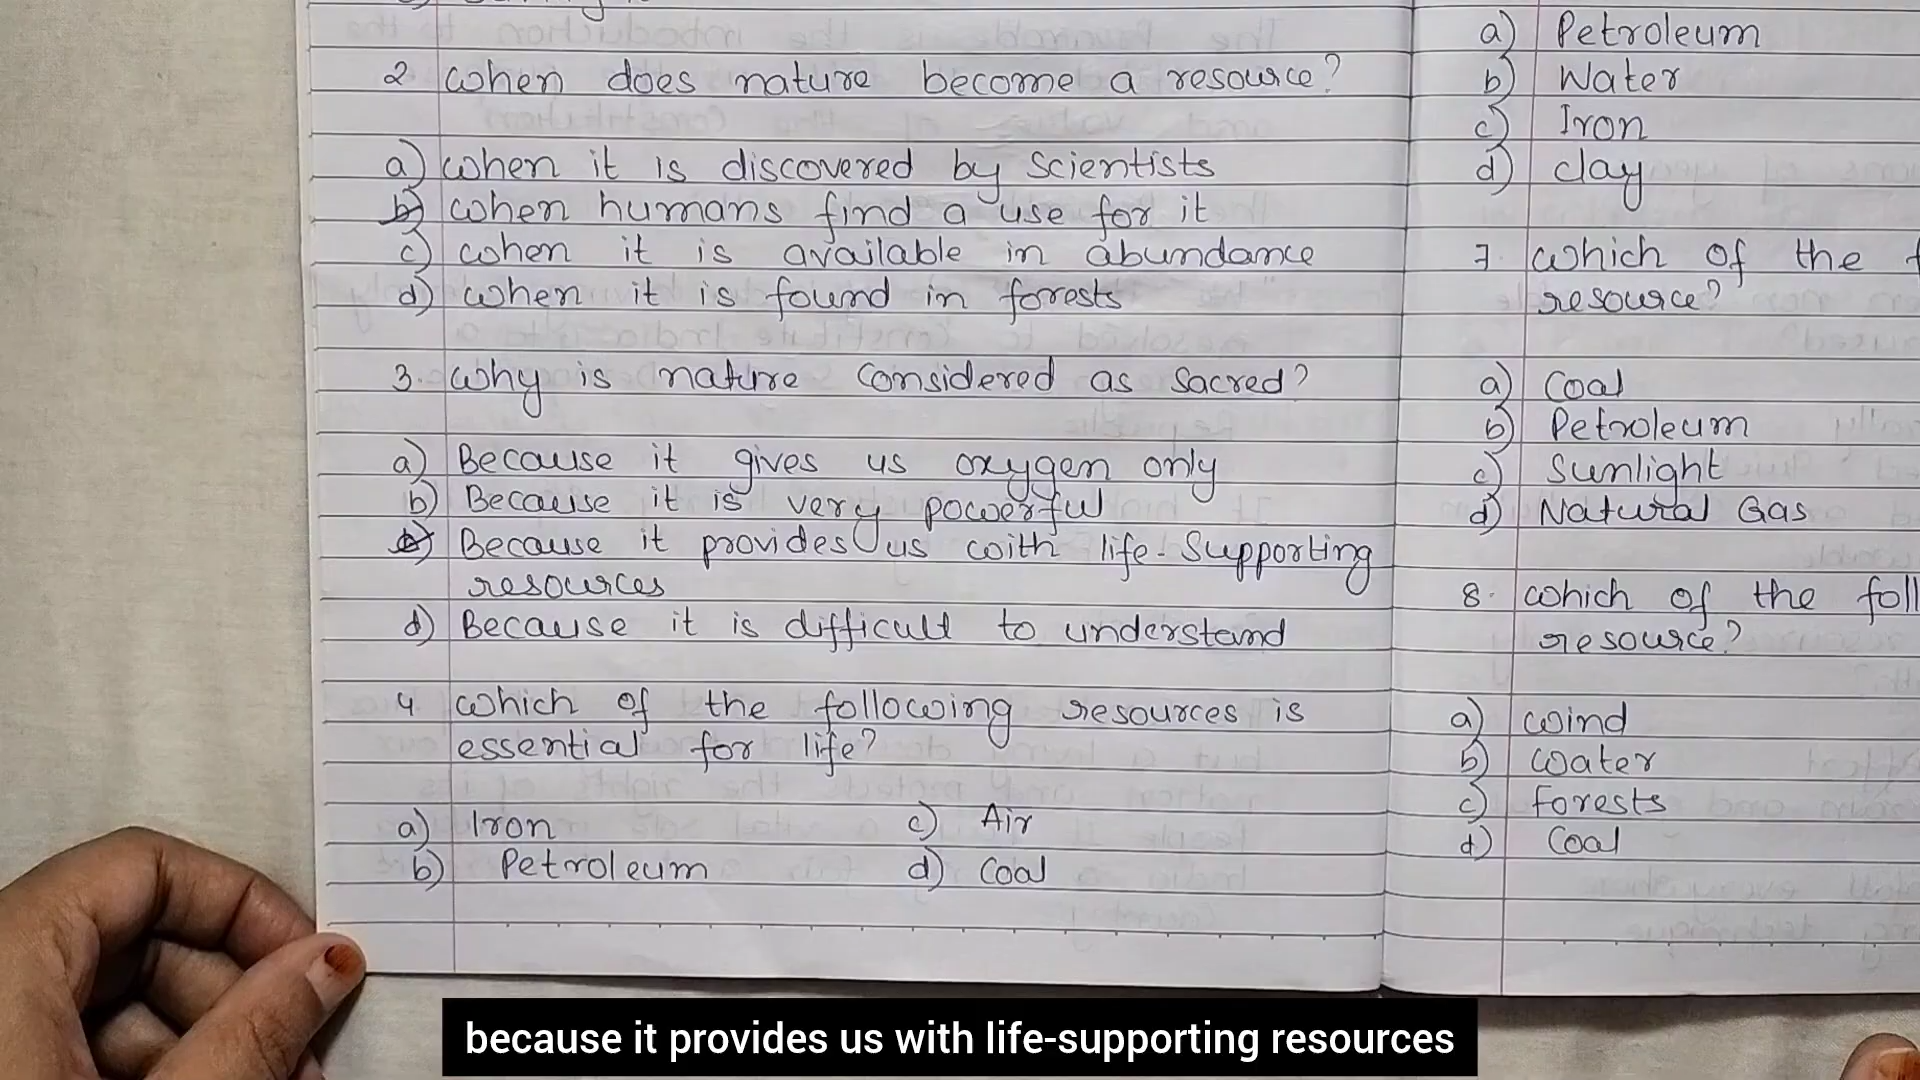 2 When does nature become a resource?
a) When it is discovered by scientists
b) When humans find a use for it
c) When it is available in abundance
d) When it is found in forests
3. Why is nature considered as sacred?
a) Because it gives us oxygen only
b) Because it is very powerful
c) Because it provides us with life-supporting
resources
d) Because it is difficult to understand
4 Which of the following resources is
essential for life?
a) Iron c) Air
b) Petroleum d) Coal
a) Petroleum
b) Water
c) Iron
d) clay
7. Which of the
resource?
a) Coal
b) Petroleum
c) Sunlight
d) Natural Gas
8. Which of the foll
resource?
a) Wind
b) Water
c) Forests
d) Coal
because it provides us with life-supporting resources